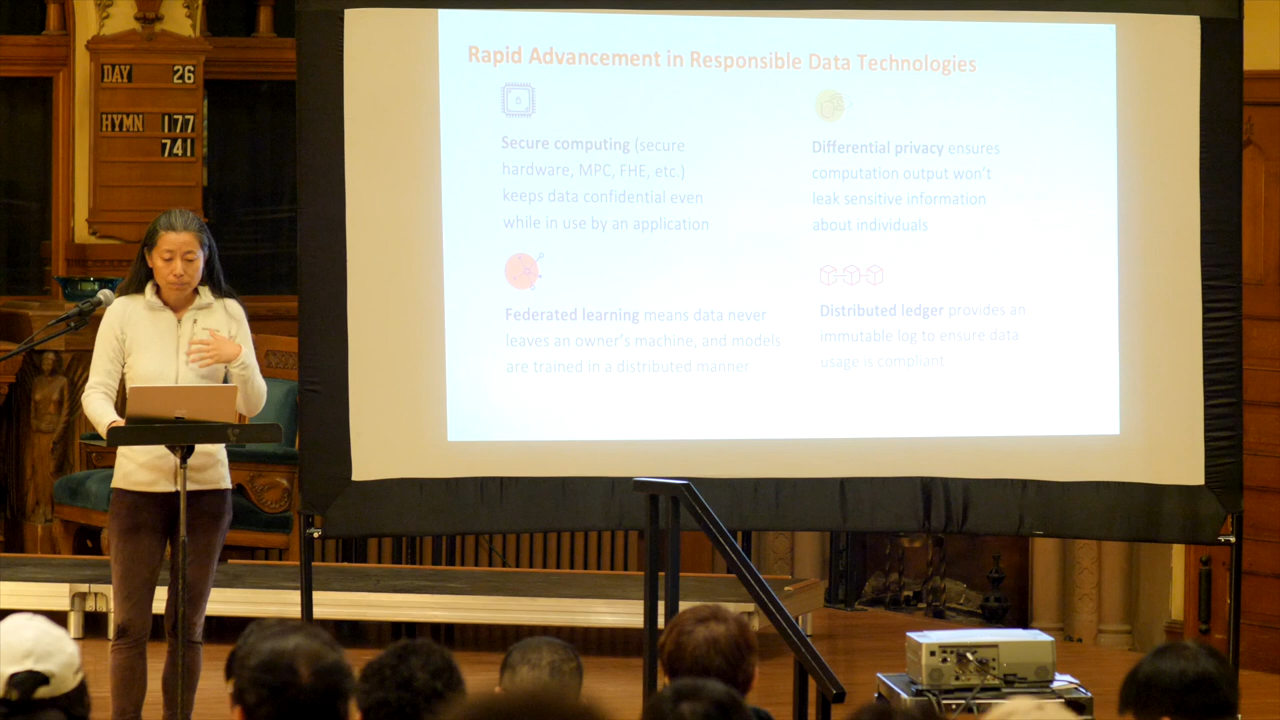 DAY 26
HYMN 177
741
Rapid Advancement in Responsible Data Technologies
Secure computing (secure
hardware, MPC, FHE, etc.)
keeps data confidential even
while in use by an application
Differential privacy ensures
computation output won't
leak sensitive information
about individuals
Federated learning means data never
leaves an owner's machine, and models
are trained in a distributed manner
Distributed ledger provides an
immutable log to ensure data
usage is compliant